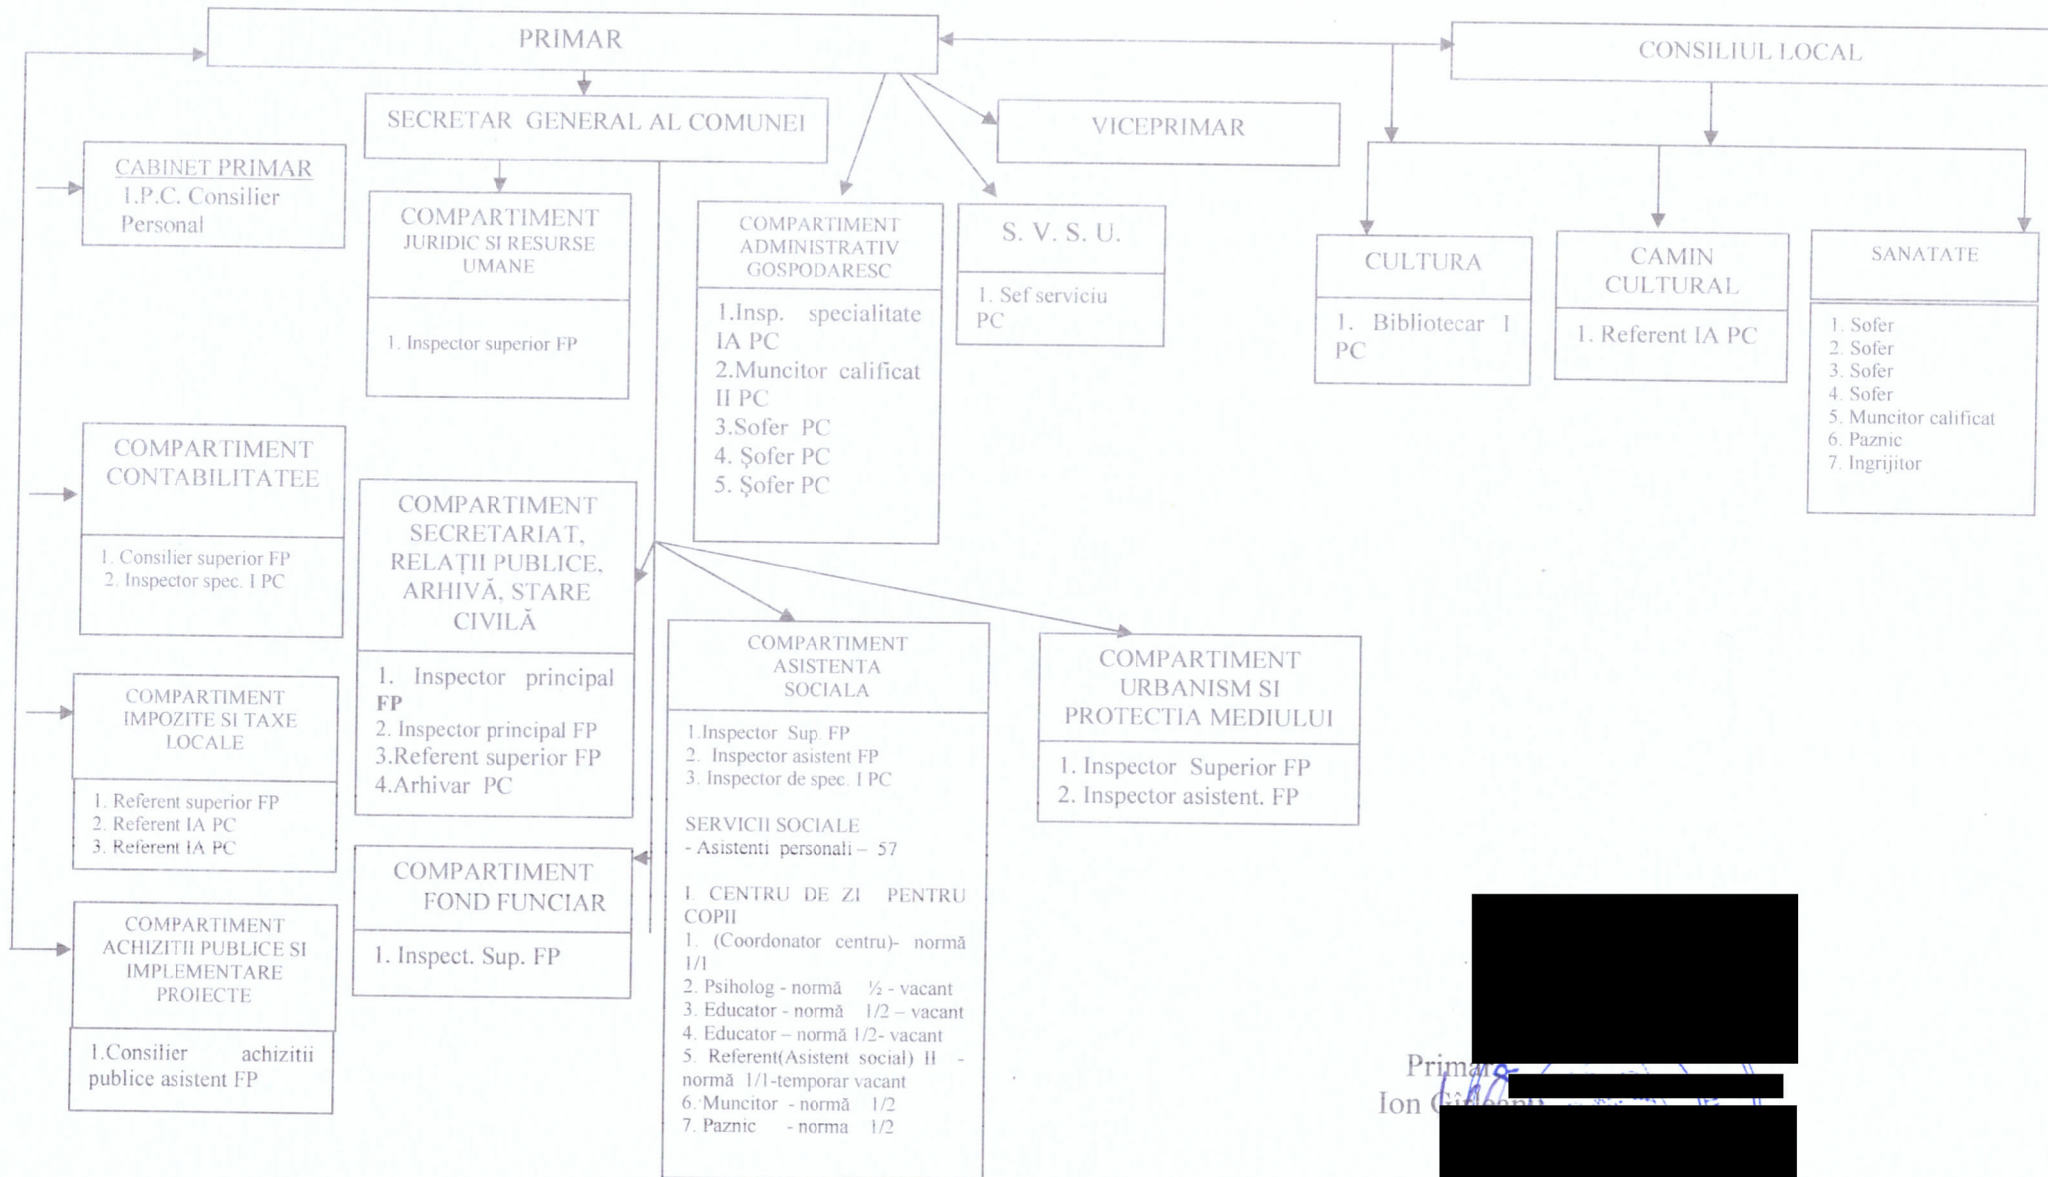 PRIMAR
CONSILIUL LOCAL
SECRETAR GENERAL AL COMUNEI
VICEPRIMAR
CABINET PRIMAR
1.P.C. Consilier
Personal
COMPARTIMENT
JURIDIC SI RESURSE
UMANE
1. Inspector superior FP
COMPARTIMENT
ADMINISTRATIV
GOSPODARESC
1.Insp. specialitate
IA PC
2.Muncitor calificat
II PC
3.Sofer PC
4. Şofer PC
5. Şofer PC
S. V. S. U.
1. Sef serviciu
PC
CULTURA
1. Bibliotecar I
PC
CAMIN
CULTURAL
1. Referent IA PC
SANATATE
1. Sofer
2. Sofer
3. Sofer
4. Sofer
5. Muncitor calificat
6. Paznic
7. Ingrijitor
COMPARTIMENT
CONTABILITATEE
1. Consilier superior FP
2. Inspector spec. I PC
COMPARTIMENT
SECRETARIAT,
RELAŢII PUBLICE,
ARHIVĂ, STARE
CIVILĂ
1. Inspector principal
FP
2. Inspector principal FP
3.Referent superior FP
4.Arhivar PC
COMPARTIMENT
ASISTENTA
SOCIALA
1.Inspector Sup. FP
2. Inspector asistent FP
3. Inspector de spec. I PC
SERVICII SOCIALE
- Asistenti personali – 57
I. CENTRU DE ZI PENTRU
COPII
1. (Coordonator centru)- normă
1/1
2. Psiholog - normă ½ - vacant
3. Educator - normă 1/2 – vacant
4. Educator – normă 1/2- vacant
5. Referent(Asistent social) II -
normă 1/1-temporar vacant
6. Muncitor - normă 1/2
7. Paznic - norma 1/2
COMPARTIMENT
URBANISM SI
PROTECTIA MEDIULUI
1. Inspector Superior FP
2. Inspector asistent. FP
COMPARTIMENT
IMPOZITE SI TAXE
LOCALE
1. Referent superior FP
2. Referent IA PC
3. Referent IA PC
COMPARTIMENT
FOND FUNCIAR
1. Inspect. Sup. FP
COMPARTIMENT
ACHIZITII PUBLICE SI
IMPLEMENTARE
PROIECTE
1.Consilier achizitii
publice asistent FP
Primar
Ion